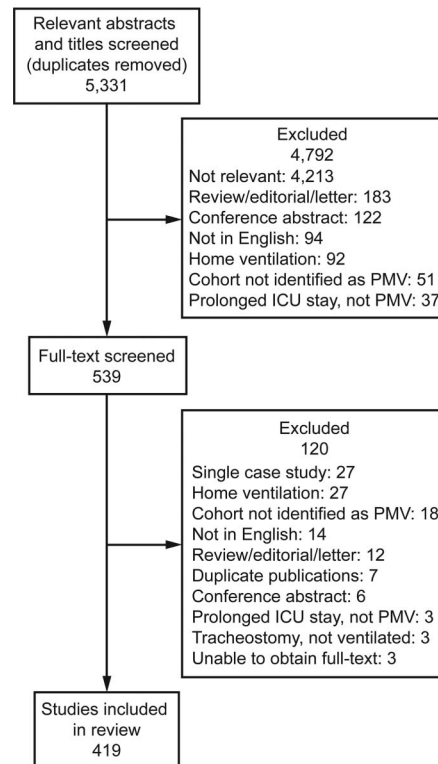 Relevant abstracts
and titles screened
(duplicates removed)
5,331
Excluded
4,792
Not relevant: 4,213
Review/editorial/letter: 183
Conference abstract: 122
Not in English: 94
Home ventilation: 92
Cohort not identified as PMV: 51
Prolonged ICU stay, not PMV: 37
Full-text screened
539
Excluded
120
Single case study: 27
Home ventilation: 27
Cohort not identified as PMV: 18
Not in English: 14
Review/editorial/letter: 12
Duplicate publications: 7
Conference abstract: 6
Prolonged ICU stay, not PMV: 3
Tracheostomy, not ventilated: 3
Unable to obtain full-text: 3
Studies included
in review
419